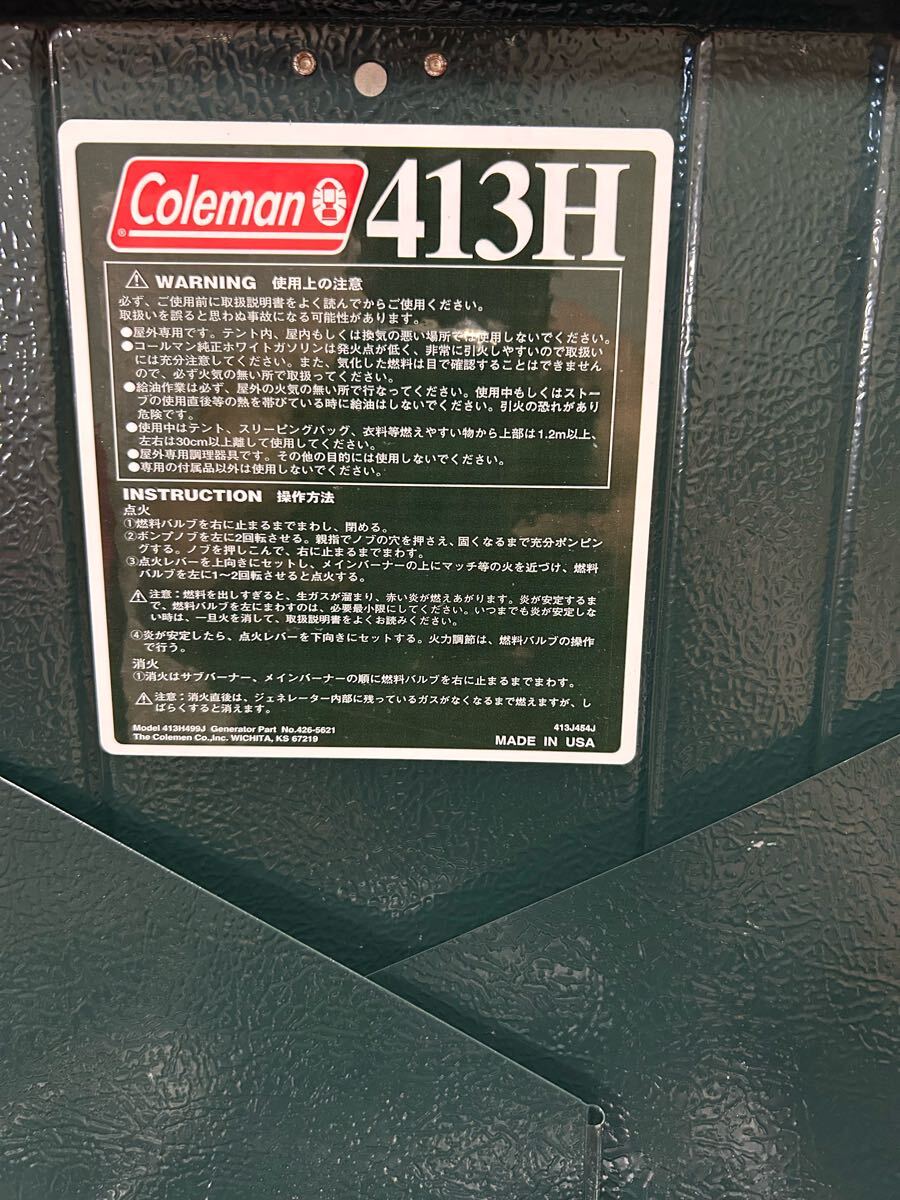 Coleman 413H
®
⚠ WARNING 使用上の注意
必ず、ご使用前に取扱説明書をよく読んでからご使用ください。
取扱いを誤ると思わぬ事故になる可能性があります。
●屋外専用です。テント内、屋内もしくは換気の悪い場所では使用しないでください。
●コールマン純正ホワイトガソリンは発火点が低く、非常に引火しやすいので取扱い
には充分注意してください。また、気化した燃料は目で確認することはできません
ので、必ず火気の無い所で取扱ってください。
●給油作業は必ず、屋外の火気の無い所で行なってください。使用中もしくはストー
ブの使用直後等の熱を帯びている時に給油はしないでください。引火の恐れがあり
危険です。
●使用中はテント、スリーピングバッグ、衣料等燃えやすい物から上部は1.2m以上、
左右は30cm以上離して使用してください。
●屋外専用調理器具です。その他の目的には使用しないでください。
●専用の付属品以外は使用しないでください。
INSTRUCTION 操作方法
点火
①燃料バルブを右に止まるまでまわし、閉める。
②ポンプノブを左に2回転させる。親指でノブの穴を押さえ、固くなるまで充分ポンピン
グする。ノブを押しこんで、右に止まるまでまわす。
③点火レバーを上向きにセットし、メインバーナーの上にマッチ等の火を近づけ、燃料
バルブを左に1〜2回転させると点火する。
⚠ 注意：燃料を出しすぎると、生ガスが溜まり、赤い炎が燃えあがります。炎が安定するま
で、燃料バルブを左にまわすのは、必要最小限にしてください。いつまでも炎が安定しな
い時は、一旦火を消して、取扱説明書をよくお読みください。
④炎が安定したら、点火レバーを下向きにセットする。火力調節は、燃料バルブの操作
で行う。
消火
①消火はサブバーナー、メインバーナーの順に燃料バルブを右に止まるまでまわす。
⚠ 注意：消火直後は、ジェネレーター内部に残っているガスがなくなるまで燃えますが、し
ばらくすると消えます。
Model 413H499J Generator Part No.426-5621 413J454J
The Colemen Co.,Inc. WICHITA, KS 67219 MADE IN USA